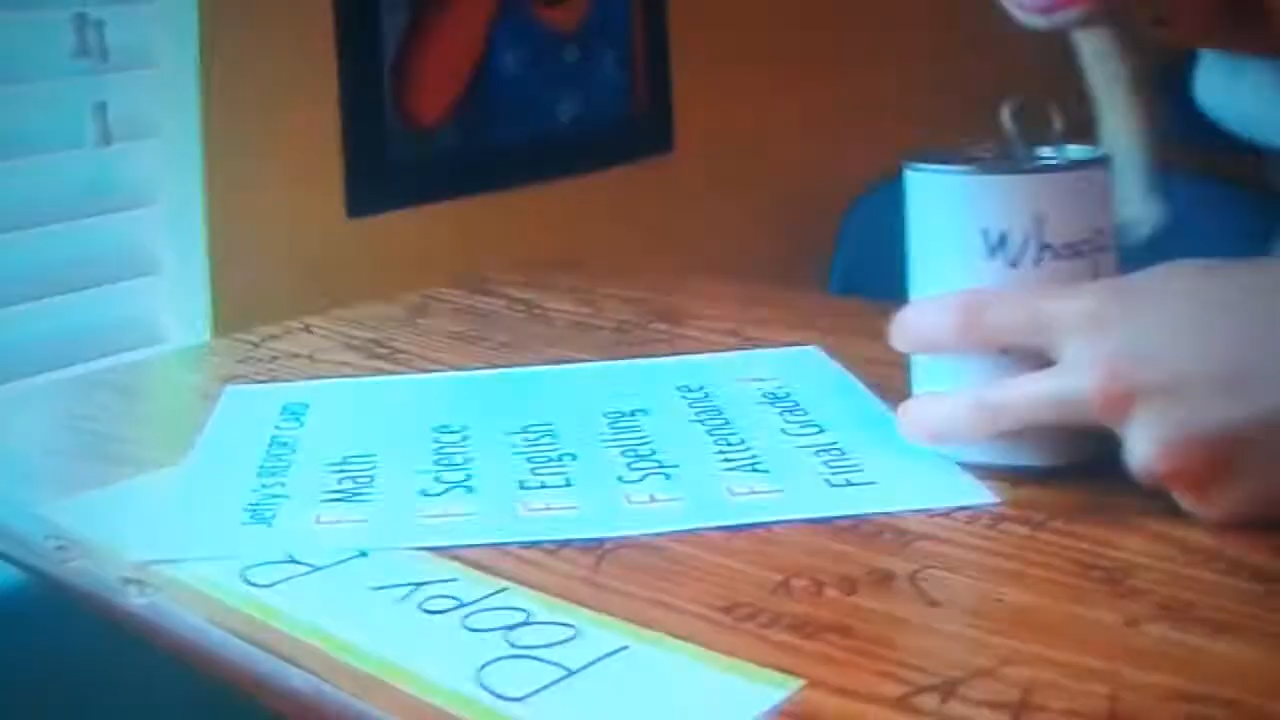 Jeffy's REPORT CARD
F Math
F Science
F English
F Spelling
F Attendance
Final Grade:
Poopy